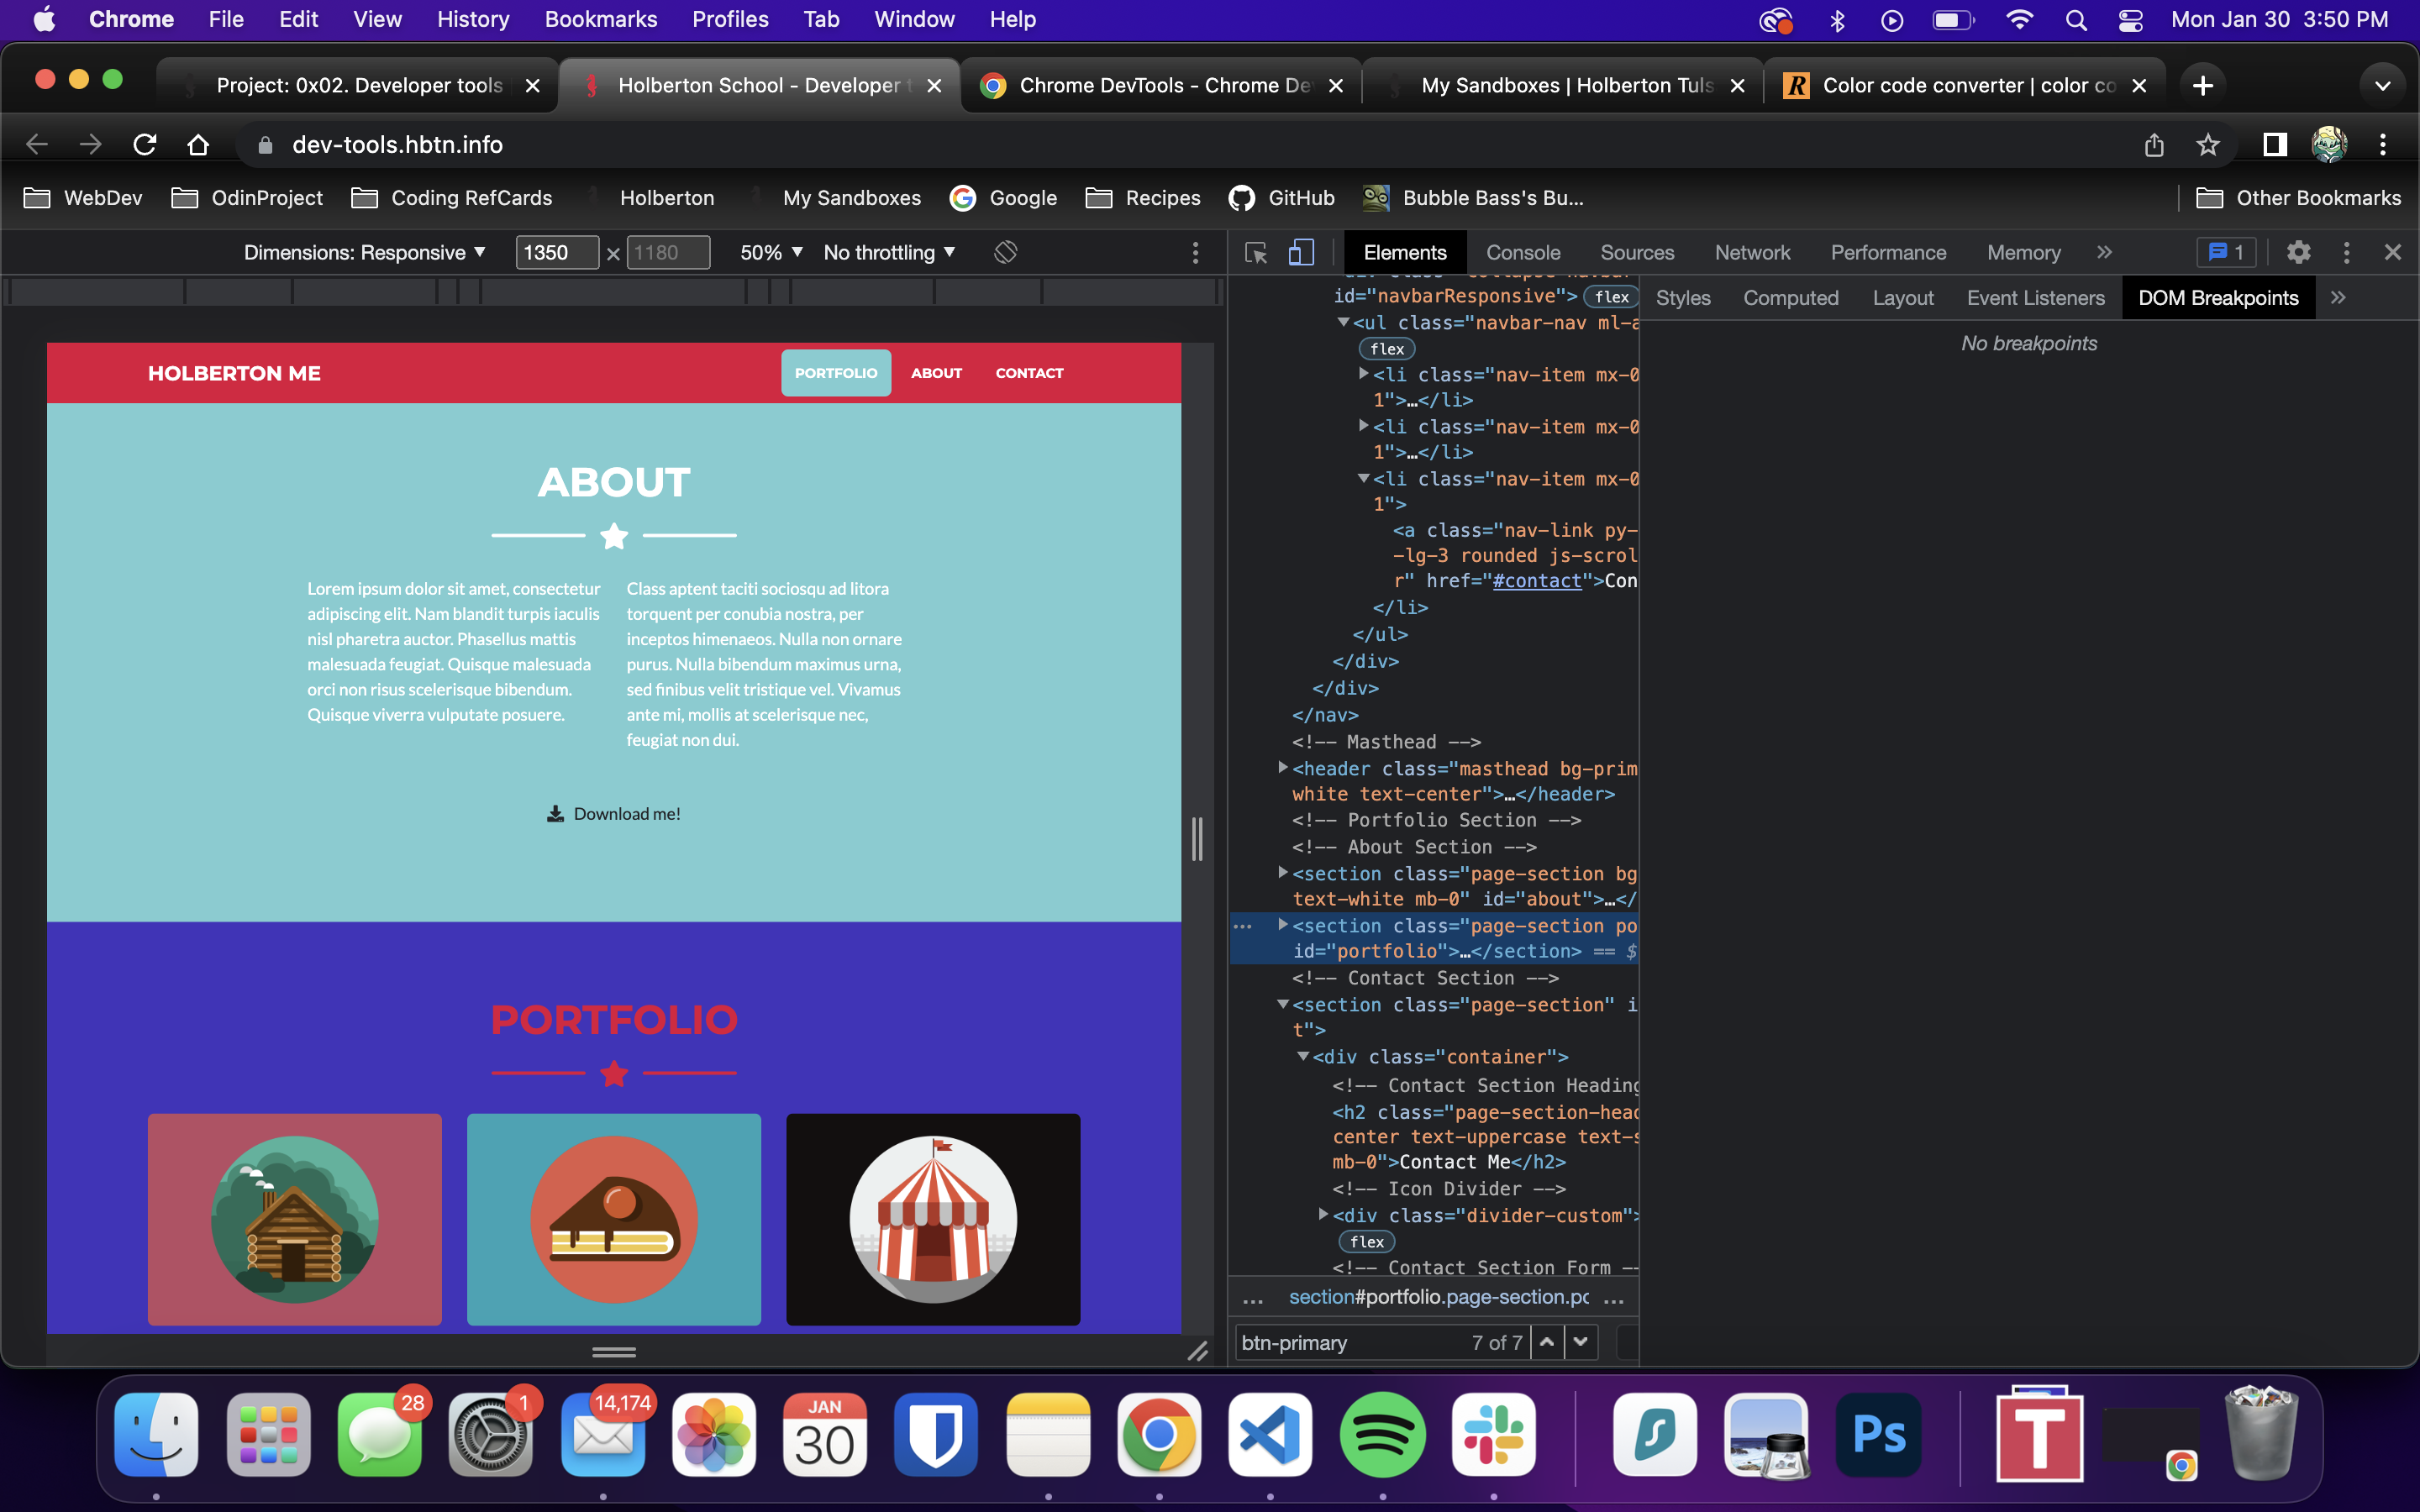 Chrome File Edit View History Bookmarks Profiles Tab Window Help Mon Jan 30 3:50 PM
Project: 0x02. Developer tools Holberton School - Developer t Chrome DevTools - Chrome De My Sandboxes | Holberton Tuls Color code converter | color co
dev-tools.hbtn.info
WebDev OdinProject Coding RefCards Holberton My Sandboxes Google Recipes GitHub Bubble Bass's Bu... Other Bookmarks
Dimensions: Responsive 1350 × 1180 50% No throttling
Elements Console Sources Network Performance Memory » 1
Styles Computed Layout Event Listeners DOM Breakpoints »
No breakpoints
HOLBERTON ME PORTFOLIO ABOUT CONTACT
ABOUT
Lorem ipsum dolor sit amet, consectetur
adipiscing elit. Nam blandit turpis iaculis
nisl pharetra auctor. Phasellus mattis
malesuada feugiat. Quisque malesuada
orci non risus scelerisque bibendum.
Quisque viverra vulputate posuere.
Class aptent taciti sociosqu ad litora
torquent per conubia nostra, per
inceptos himenaeos. Nulla non ornare
purus. Nulla bibendum maximus urna,
sed finibus velit tristique vel. Vivamus
ante mi, mollis at scelerisque nec,
feugiat non dui.
Download me!
PORTFOLIO
id="navbarResponsive"> flex
<ul class="navbar-nav ml-a
flex
<li class="nav-item mx-0
1">…</li>
<li class="nav-item mx-0
1">…</li>
<li class="nav-item mx-0
1">
<a class="nav-link py-
-lg-3 rounded js-scrol
r" href="#contact">Con
</li>
</ul>
</div>
</div>
</nav>
<!-- Masthead -->
<header class="masthead bg-prim
white text-center">…</header>
<!-- Portfolio Section -->
<!-- About Section -->
<section class="page-section bg
text-white mb-0" id="about">…</
<section class="page-section po
id="portfolio">…</section> == $
<!-- Contact Section -->
<section class="page-section" i
t">
<div class="container">
<!-- Contact Section Heading
<h2 class="page-section-head
center text-uppercase text-s
mb-0">Contact Me</h2>
<!-- Icon Divider -->
<div class="divider-custom">
flex
<!-- Contact Section Form --
... section#portfolio.page-section.po ...
btn-primary 7 of 7
28 1 14,174 JAN 30 Ps T